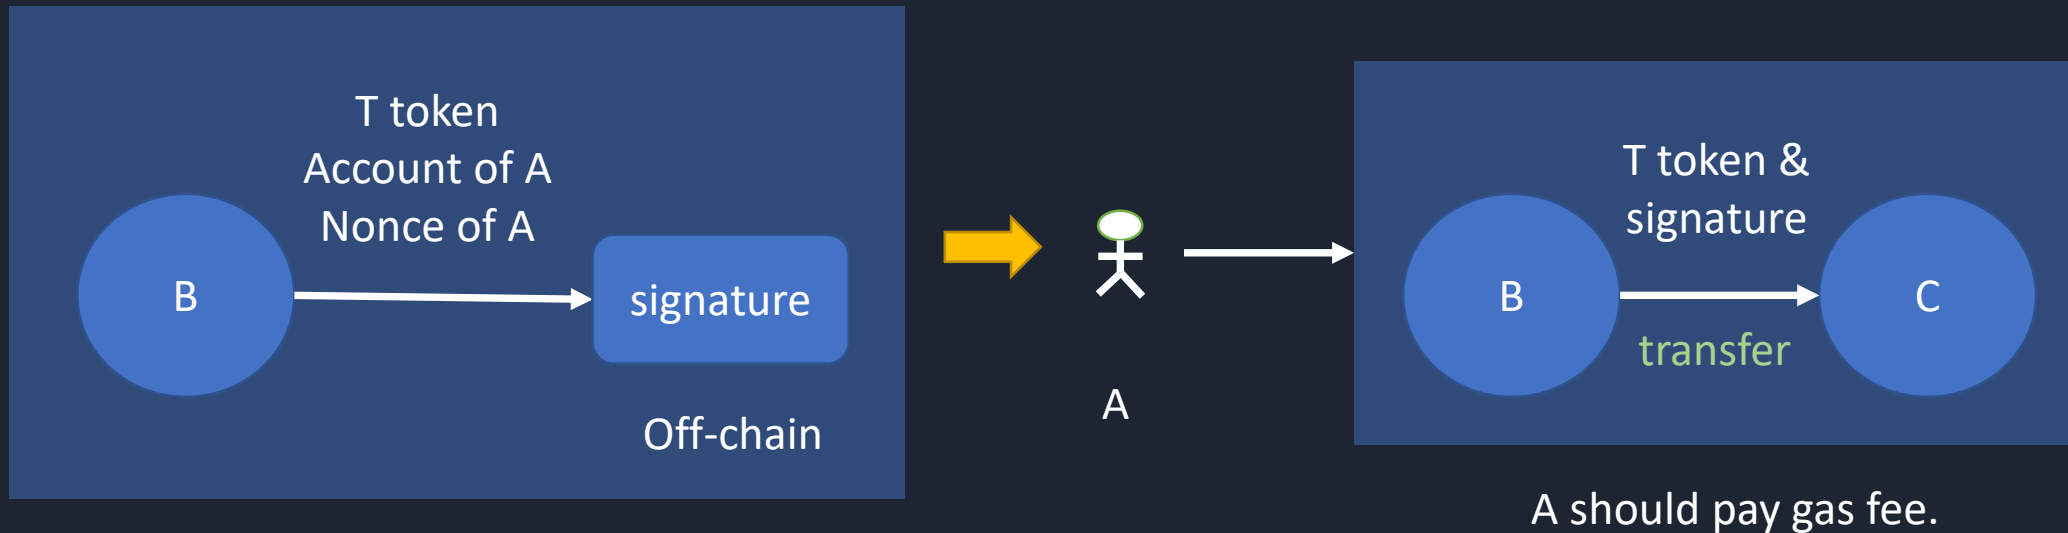 T token
Account of A
Nonce of A
B
signature
Off-chain
A
T token &
signature
B
C
transfer
A should pay gas fee.